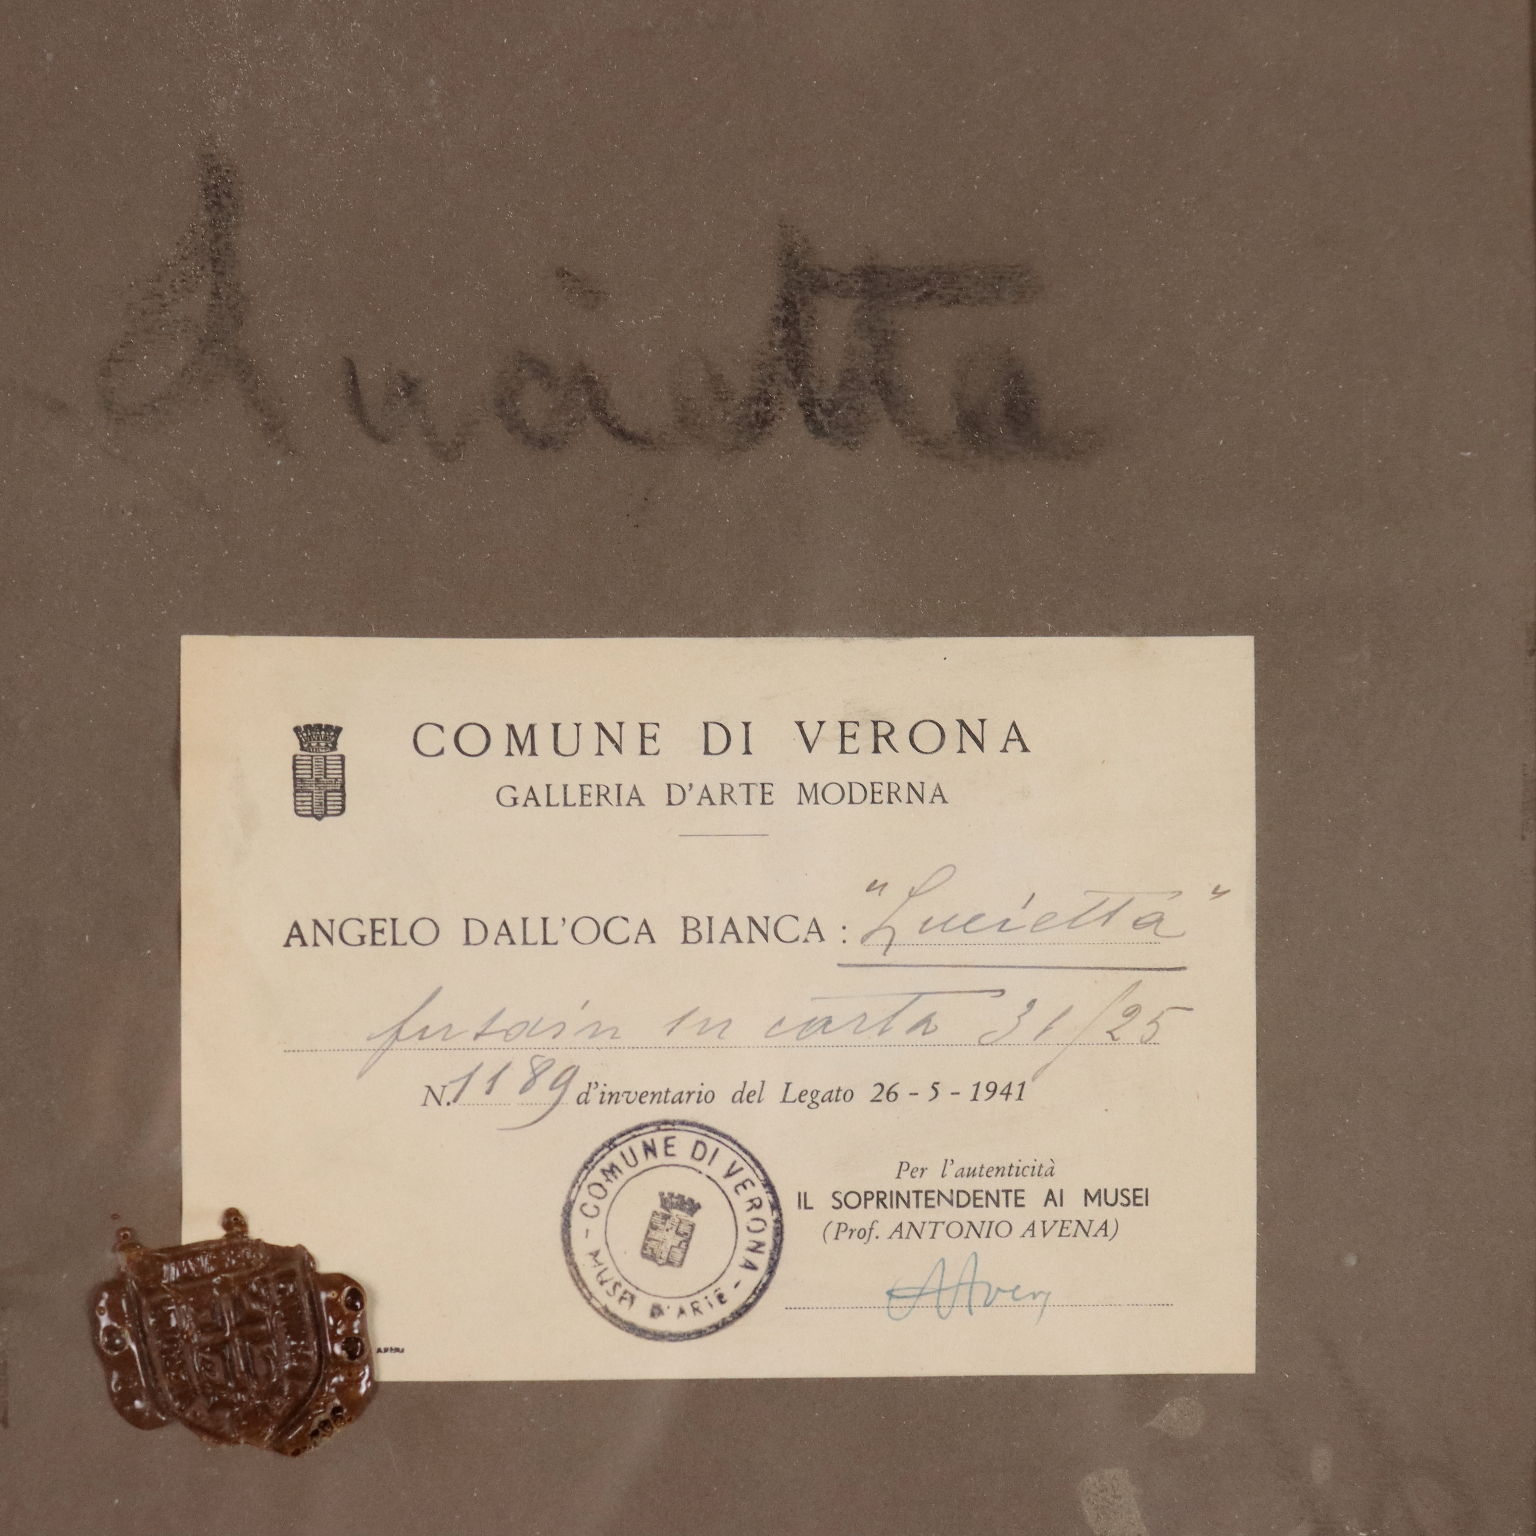 Lucietta
COMUNE DI VERONA
GALLERIA D'ARTE MODERNA
ANGELO DALL'OCA BIANCA : "Lucietta"
fusain su carta 31/25
N. 1189 d'inventario del Legato 26 - 5 - 1941
COMUNE DI VERONA - MUSEI D'ARTE -
Per l'autenticità
IL SOPRINTENDENTE AI MUSEI
(Prof. ANTONIO AVENA)
AAvena